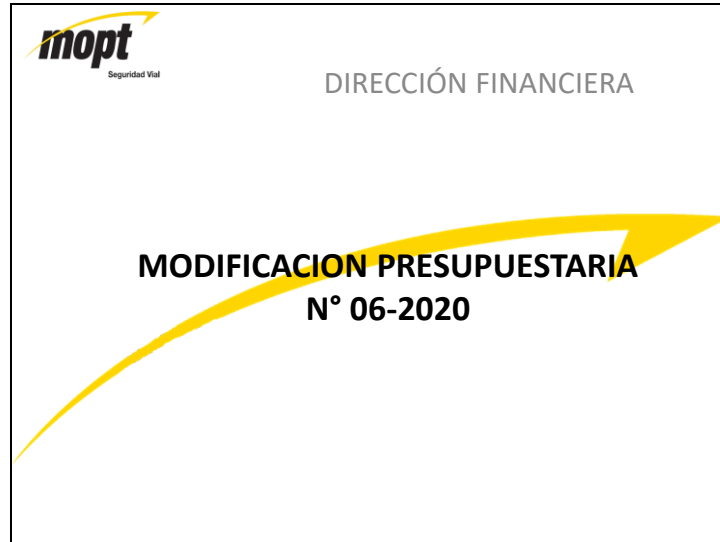 mopt
Seguridad Vial
DIRECCIÓN FINANCIERA
MODIFICACION PRESUPUESTARIA
N° 06-2020